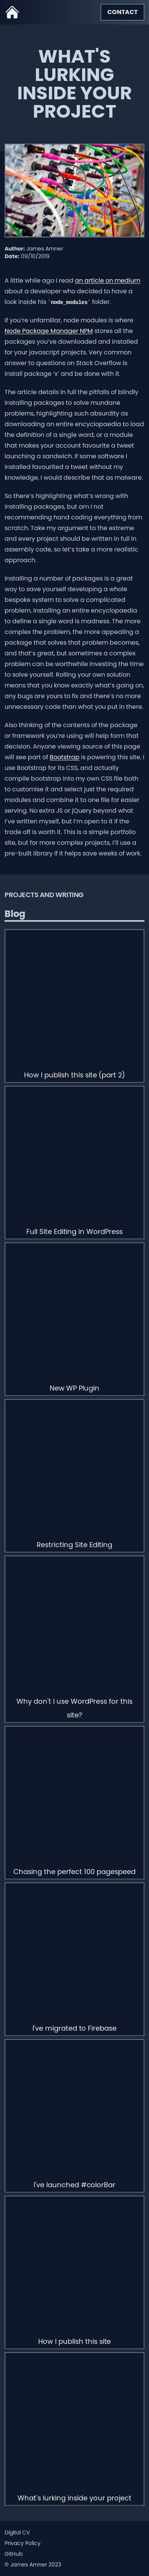 CONTACT
WHAT'S
LURKING
INSIDE YOUR
PROJECT
Author: James Amner
Date: 09/10/2019
A little while ago I read an article on medium
about a developer who decided to have a
look inside his `node_modules` folder.
If you're unfamiliar, node modules is where
Node Package Manager NPM stores all the
packages you've downloaded and installed
for your javascript projects. Very common
answer to questions on Stack Overflow is
install package 'x' and be done with it.
The article details in full the pitfalls of blindly
installing packages to solve mundane
problems, highlighting such absurdity as
downloading an entire encyclopedia to load
the definition of a single word, or a module
that makes your account favourite a tweet
launching a sandwich. If some software I
installed favourited a tweet without my
knowledge, I would describe that as malware.
So there's highlighting what's wrong with
installing packages, but am I not
recommending hand coding everything from
scratch. Take my argument to the extreme
and every project should be written in full in
assembly code, so let's take a more realistic
approach.
Installing a number of packages is a great
way to save yourself developing a whole
bespoke system to solve a complicated
problem, installing an entire encyclopedia
to define a single word is madness. The more
complex the problem, the more appealing a
package that solves that problem becomes,
and that's great, but sometimes a complex
problem can be worthwhile investing the time
to solve yourself. Rolling your own solution
means that you know exactly what's going on,
any bugs are yours to fix and there's no
unnecessary code than what you put in there.
Also thinking of the contents of the package
or framework you're using will help form that
decision. Anyone viewing source of this page
will see part of Bootstrap is powering this site. I
use Bootstrap for its CSS, and actually
compile bootstrap into my own CSS file both
to customise it and select just the required
modules and combine it to one file for easier
serving. No extra JS or jQuery beyond what
I've written myself, but I'm open to it if the
trade off is worth it. This is a simple portfolio
site, but for more complex projects, I'll use a
pre-built library if it helps save weeks of work.
PROJECTS AND WRITING
Blog
How I publish this site (part 2)
Full Site Editing in WordPress
New WP Plugin
Restricting Site Editing
Why don't I use WordPress for this
site?
Chasing the perfect 100 pagespeed
I've migrated to Firebase
I've launched #colorBar
How I publish this site
What's lurking inside your project
Digital CV
Privacy Policy
GitHub
© James Amner 2023